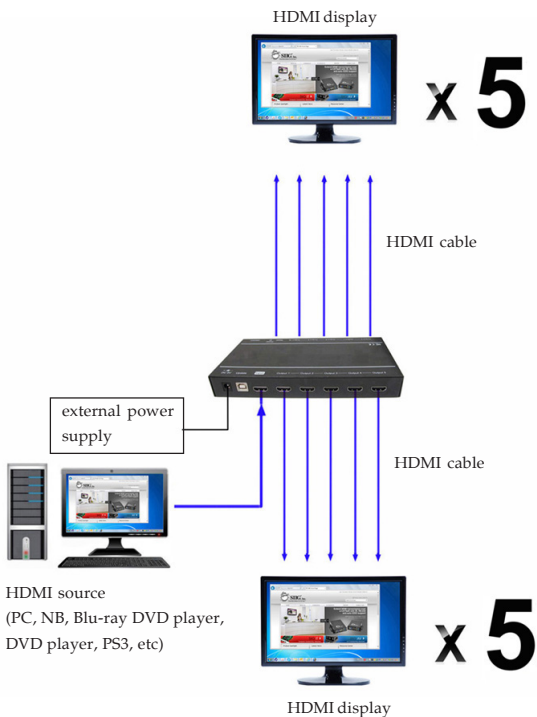 HDMI display
x 5
HDMI cable
external power
supply
HDMI cable
HDMI source
(PC, NB, Blu-ray DVD player,
DVD player, PS3, etc)
x 5
HDMI display